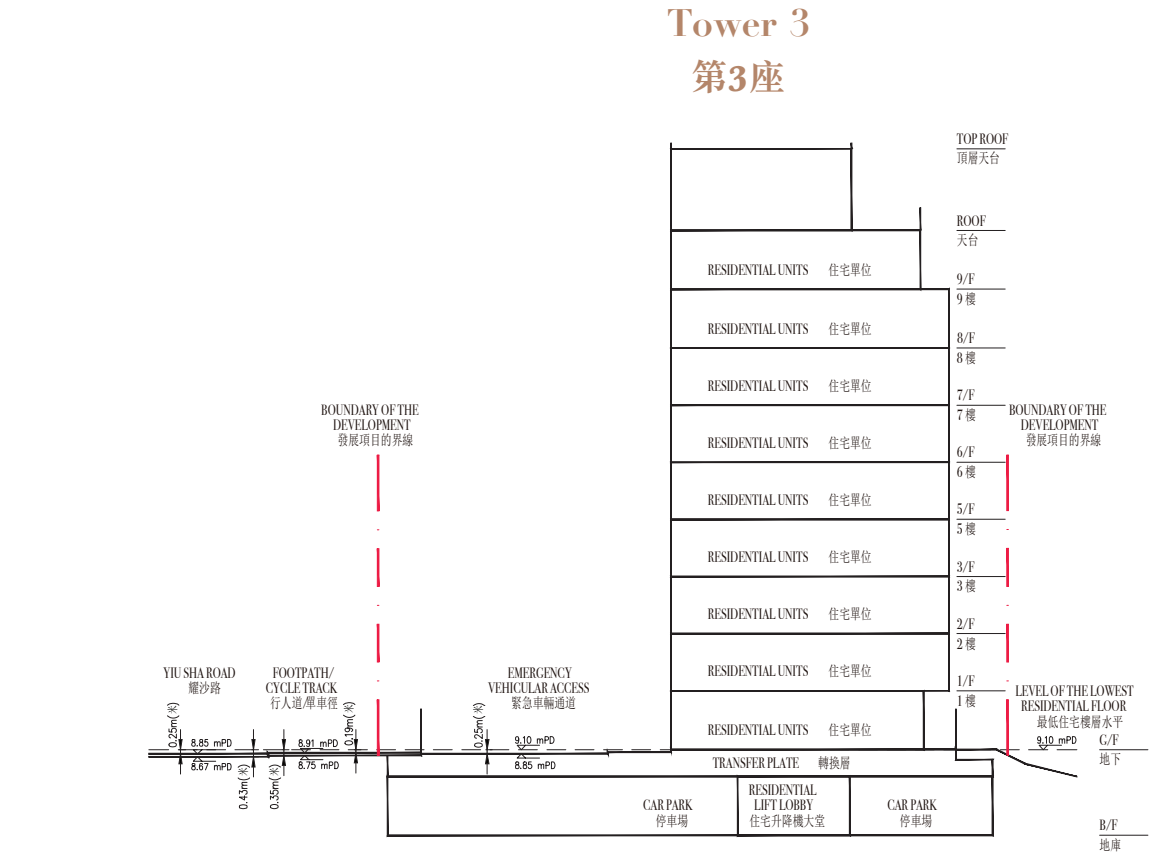 Tower 3
第3座
TOP ROOF
頂層天台
ROOF
天台
RESIDENTIAL UNITS 住宅單位
9/F
9 樓
RESIDENTIAL UNITS 住宅單位
8/F
8 樓
RESIDENTIAL UNITS 住宅單位
7/F
7 樓
RESIDENTIAL UNITS 住宅單位
6/F
6 樓
RESIDENTIAL UNITS 住宅單位
5/F
5 樓
RESIDENTIAL UNITS 住宅單位
3/F
3 樓
RESIDENTIAL UNITS 住宅單位
2/F
2 樓
RESIDENTIAL UNITS 住宅單位
1/F
1 樓
RESIDENTIAL UNITS 住宅單位
BOUNDARY OF THE
DEVELOPMENT
發展項目的界線
BOUNDARY OF THE
DEVELOPMENT
發展項目的界線
YIU SHA ROAD
耀沙路
FOOTPATH/
CYCLE TRACK
行人道/單車徑
EMERGENCY
VEHICULAR ACCESS
緊急車輛通道
LEVEL OF THE LOWEST
RESIDENTIAL FLOOR
最低住宅樓層水平
0.25m(米)
8.85 mPD
8.67 mPD
0.43m(米)
0.35m(米)
8.91 mPD
8.75 mPD
0.19m(米)
0.25m(米)
9.10 mPD
8.85 mPD
9.10 mPD
G/F
地下
TRANSFER PLATE 轉換層
CAR PARK
停車場
RESIDENTIAL
LIFT LOBBY
住宅升降機大堂
CAR PARK
停車場
B/F
地庫